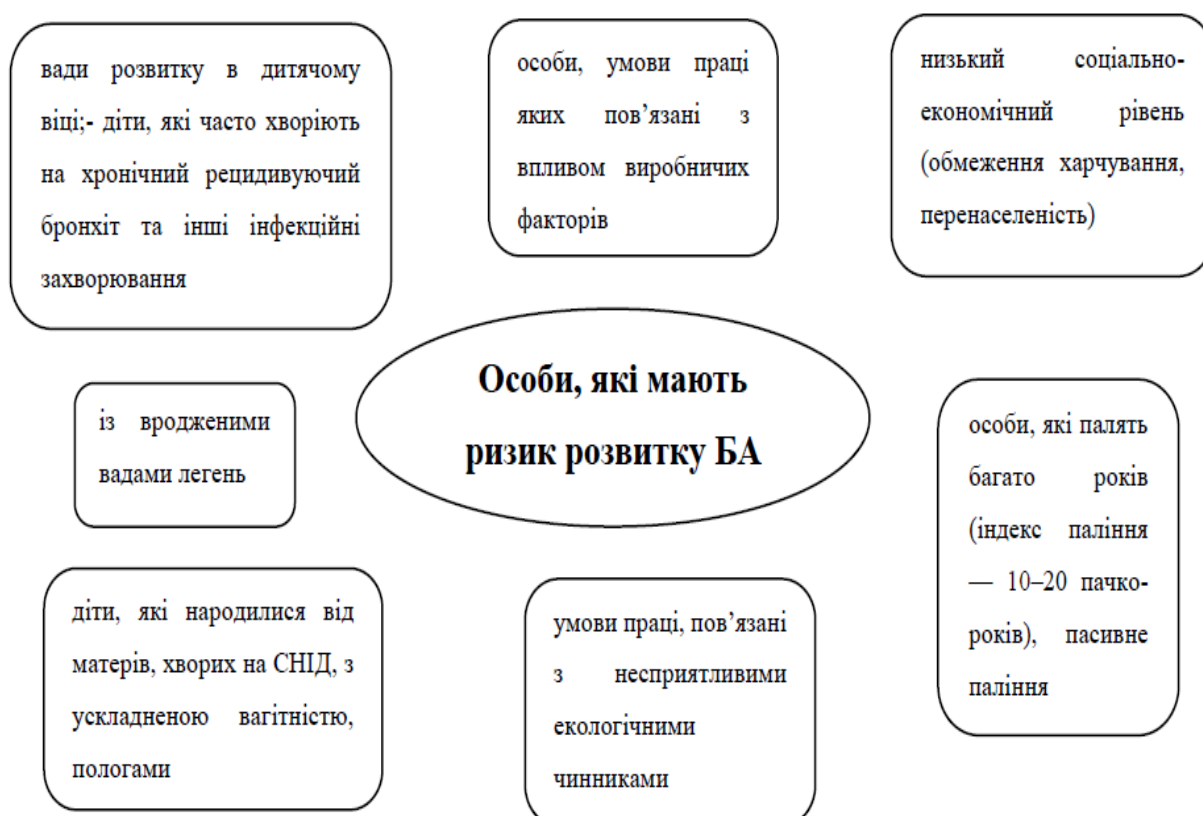 вади розвитку в дитячому
віці;- діти, які часто хворіють
на хронічний рецидивуючий
бронхіт та інші інфекційні
захворювання
особи, умови праці
яких пов’язані з
впливом виробничих
факторів
низький соціально-
економічний рівень
(обмеження харчування,
перенаселеність)
Особи, які мають
ризик розвитку БА
із вродженими
вадами легень
особи, які палять
багато років
(індекс паління
— 10–20 пачко-
років), пасивне
паління
діти, які народилися від
матерів, хворих на СНІД, з
ускладненою вагітністю,
пологами
умови праці, пов’язані
з несприятливими
екологічними
чинниками